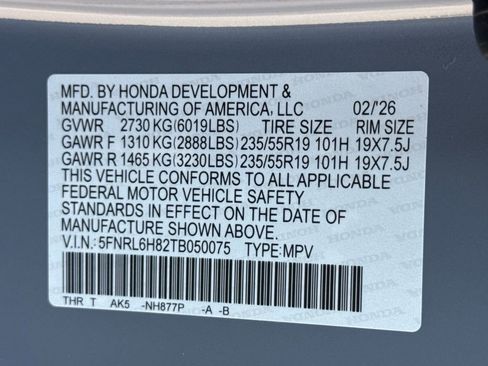 MFD. BY HONDA DEVELOPMENT &
MANUFACTURING OF AMERICA, LLC 02/'26
GVWR 2730 KG(6019LBS) TIRE SIZE RIM SIZE
GAWR F 1310 KG(2888LBS) 235/55R19 101H 19X7.5J
GAWR R 1465 KG(3230LBS) 235/55R19 101H 19X7.5J
THIS VEHICLE CONFORMS TO ALL APPLICABLE
FEDERAL MOTOR VEHICLE SAFETY
STANDARDS IN EFFECT ON THE DATE OF
MANUFACTURE SHOWN ABOVE.
V.I.N.: 5FNRL6H82TB050075 TYPE:MPV
THR T AK5 -NH877P -A -B